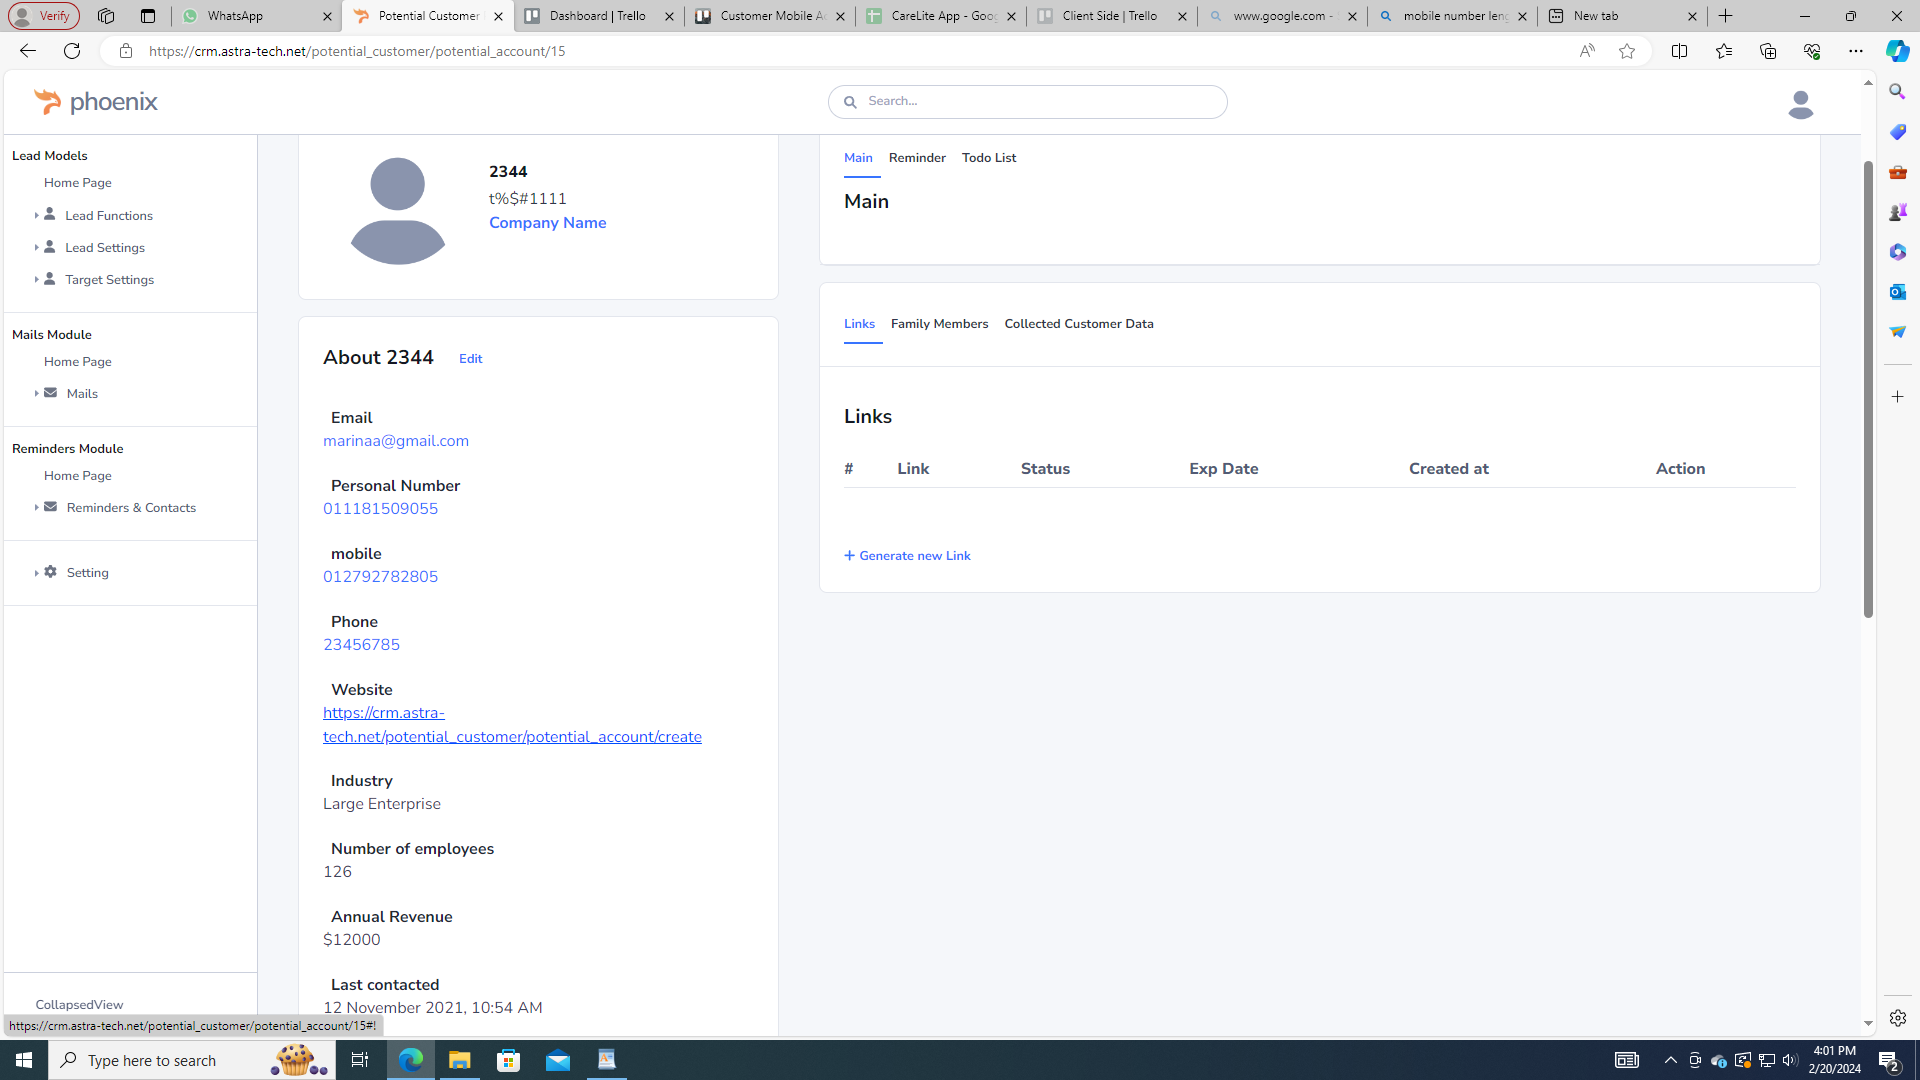 Verify
WhatsApp
Potential Customer
Dashboard | Trello
Customer Mobile A
CareLite App - Goog
Client Side | Trello
www.google.com -
mobile number leng
New tab
https://crm.astra-tech.net/potential_customer/potential_account/15
phoenix
Search...
Lead Models
Home Page
Lead Functions
Lead Settings
Target Settings
Mails Module
Home Page
Mails
Reminders Module
Home Page
Reminders & Contacts
Setting
CollapsedView
https://crm.astra-tech.net/potential_customer/potential_account/15#!
2344
t%$#1111
Company Name
About 2344 Edit
Email
marinaa@gmail.com
Personal Number
011181509055
mobile
012792782805
Phone
23456785
Website
https://crm.astra-
tech.net/potential_customer/potential_account/create
Industry
Large Enterprise
Number of employees
126
Annual Revenue
$12000
Last contacted
12 November 2021, 10:54 AM
Main Reminder Todo List
Main
Links Family Members Collected Customer Data
Links
# Link Status Exp Date Created at Action
+ Generate new Link
Type here to search
4:01 PM
2/20/2024
2